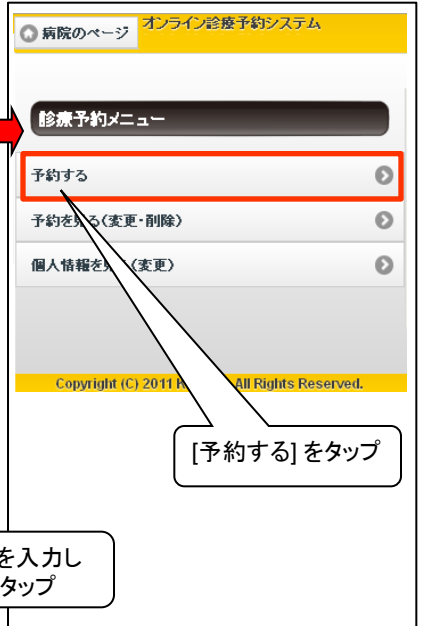 病院のページ オンライン診療予約システム
診療予約メニュー
予約する
予約を見る(変更・削除)
個人情報を (変更)
Copyright (C) 2011 All Rights Reserved.
[予約する] をタップ
を入力し
タップ